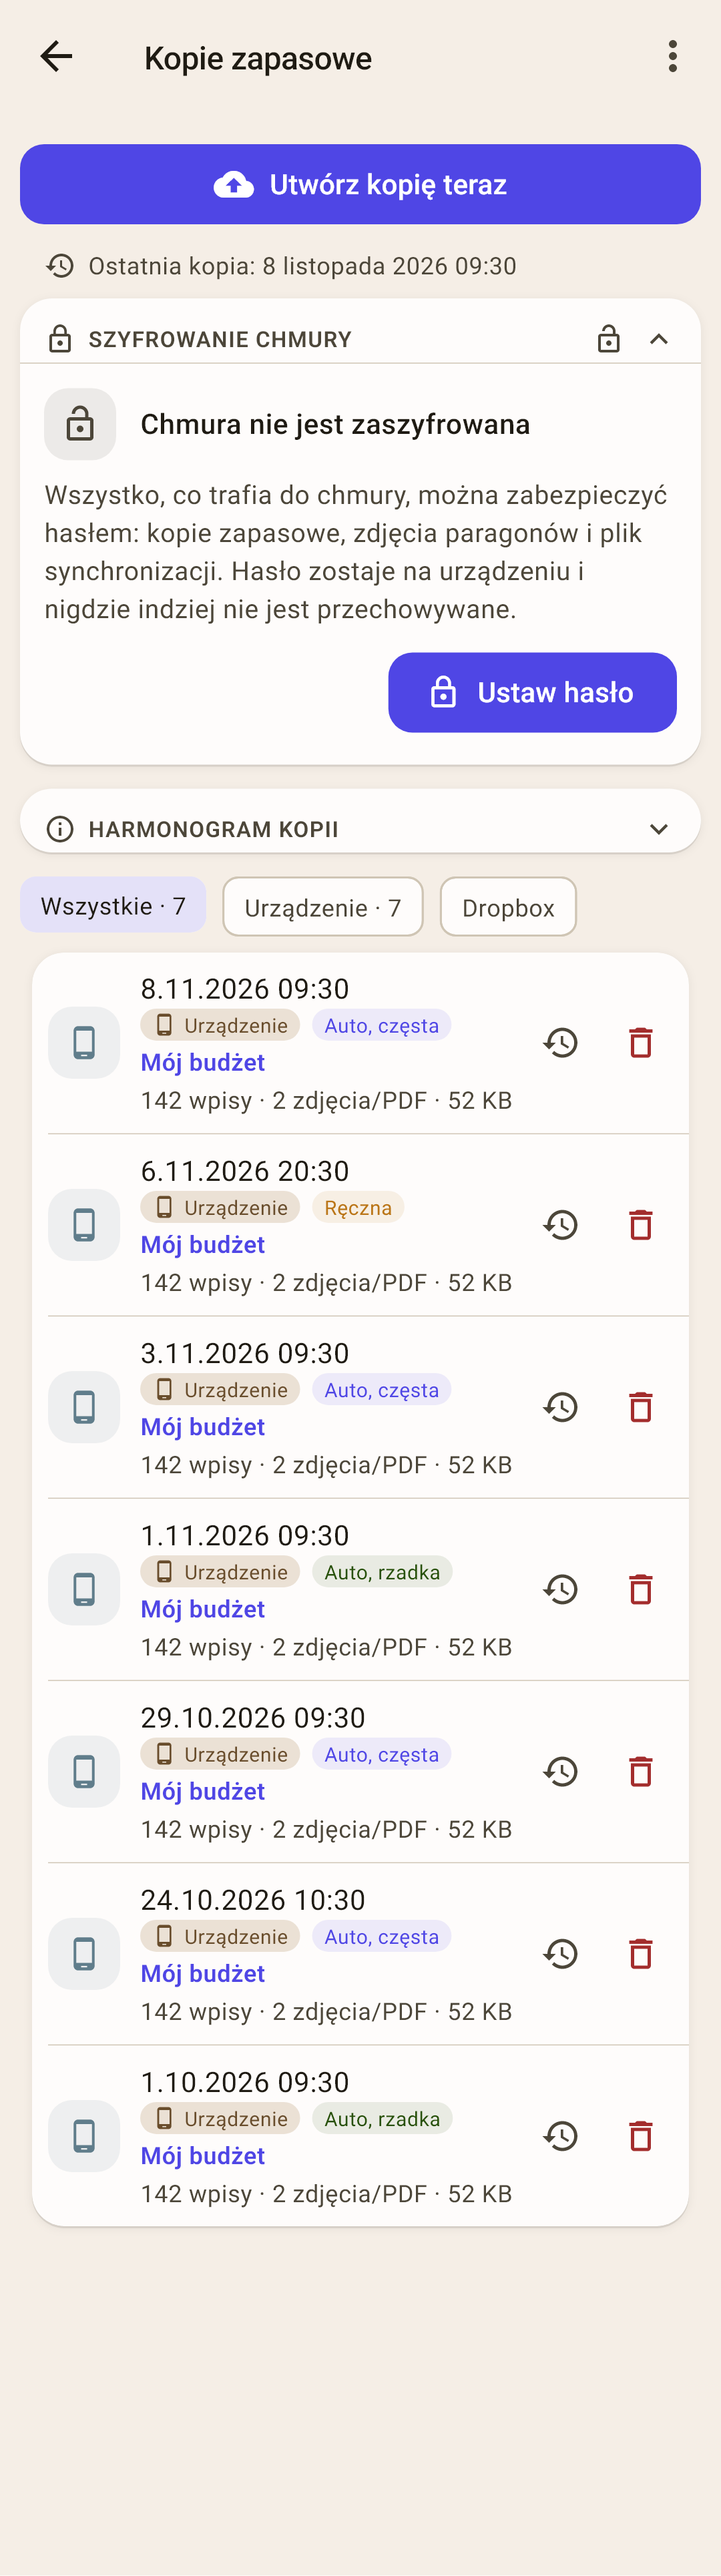 Kopie zapasowe
Utwórz kopię teraz
Ostatnia kopia: 8 listopada 2026 09:30
SZYFROWANIE CHMURY
Chmura nie jest zaszyfrowana
Wszystko, co trafia do chmury, można zabezpieczyć
hasłem: kopie zapasowe, zdjęcia paragonów i plik
synchronizacji. Hasło zostaje na urządzeniu i
nigdzie indziej nie jest przechowywane.
Ustaw hasło
HARMONOGRAM KOPII
Wszystkie · 7 Urządzenie · 7 Dropbox
8.11.2026 09:30
Urządzenie Auto, częsta
Mój budżet
142 wpisy · 2 zdjęcia/PDF · 52 KB
6.11.2026 20:30
Urządzenie Ręczna
Mój budżet
142 wpisy · 2 zdjęcia/PDF · 52 KB
3.11.2026 09:30
Urządzenie Auto, częsta
Mój budżet
142 wpisy · 2 zdjęcia/PDF · 52 KB
1.11.2026 09:30
Urządzenie Auto, rzadka
Mój budżet
142 wpisy · 2 zdjęcia/PDF · 52 KB
29.10.2026 09:30
Urządzenie Auto, częsta
Mój budżet
142 wpisy · 2 zdjęcia/PDF · 52 KB
24.10.2026 10:30
Urządzenie Auto, częsta
Mój budżet
142 wpisy · 2 zdjęcia/PDF · 52 KB
1.10.2026 09:30
Urządzenie Auto, rzadka
Mój budżet
142 wpisy · 2 zdjęcia/PDF · 52 KB